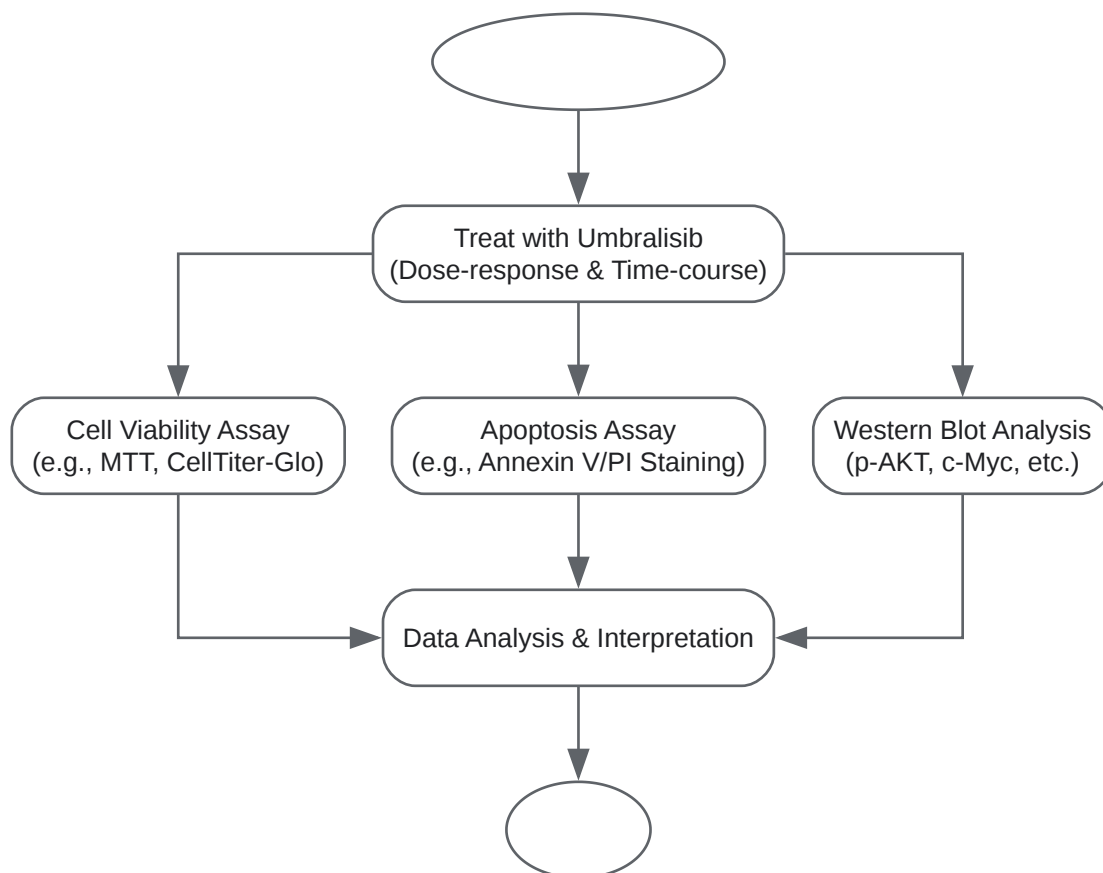 Treat with Umbralisib
(Dose-response & Time-course)
Cell Viability Assay
(e.g., MTT, CellTiter-Glo)
Apoptosis Assay
(e.g., Annexin V/PI Staining)
Western Blot Analysis
(p-AKT, c-Myc, etc.)
Data Analysis & Interpretation